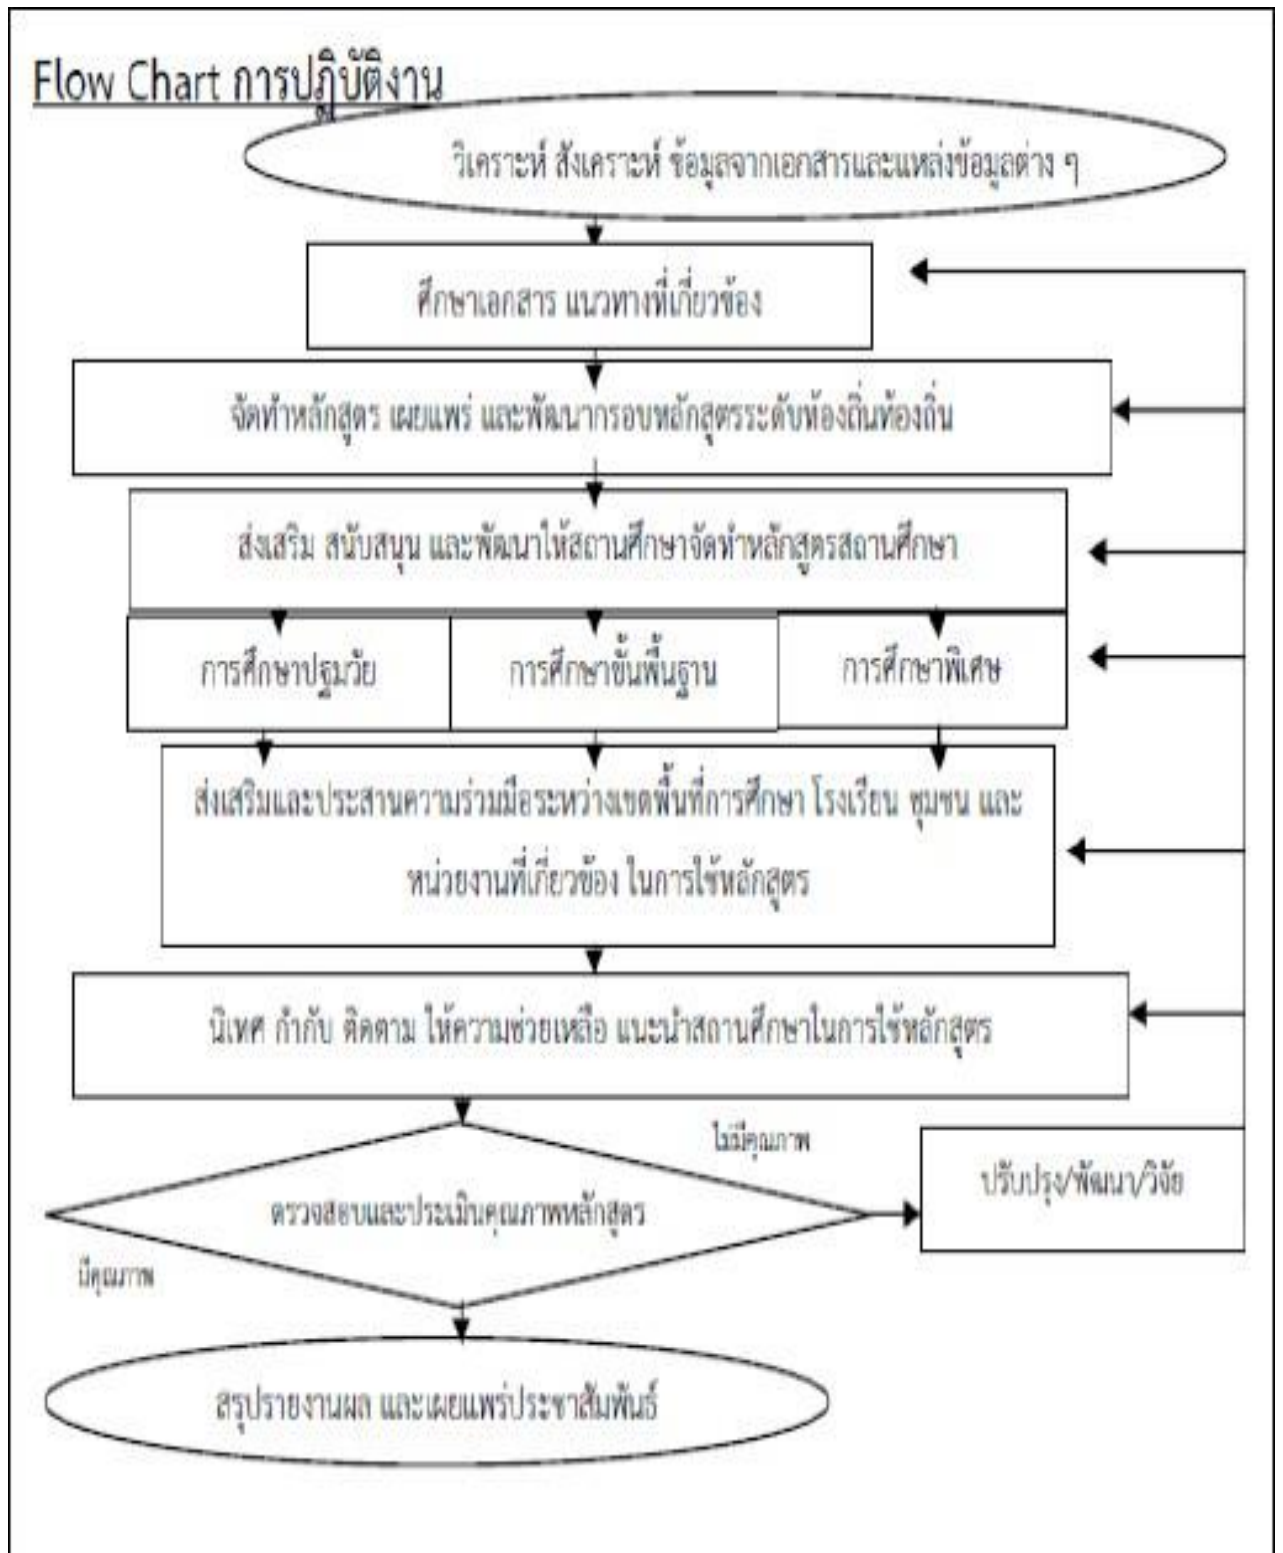 Flow Chart การปฏิบัติงาน
วิเคราะห์ สังเคราะห์ ข้อมูลจากเอกสารและแหล่งข้อมูลต่าง ๆ
ศึกษาเอกสาร แนวทางที่เกี่ยวข้อง
จัดทำหลักสูตร เผยแพร่ และพัฒนากรอบหลักสูตรระดับท้องถิ่นท้องถิ่น
ส่งเสริม สนับสนุน และพัฒนาให้สถานศึกษาจัดทำหลักสูตรสถานศึกษา
การศึกษาปฐมวัย
การศึกษาขั้นพื้นฐาน
การศึกษาพิเศษ
ส่งเสริมและประสานความร่วมมือระหว่างเขตพื้นที่การศึกษา โรงเรียน ชุมชน และ
หน่วยงานที่เกี่ยวข้อง ในการใช้หลักสูตร
นิเทศ กำกับ ติดตาม ให้ความช่วยเหลือ แนะนำสถานศึกษาในการใช้หลักสูตร
ไม่มีคุณภาพ
ปรับปรุง/พัฒนา/วิจัย
ตรวจสอบและประเมินคุณภาพหลักสูตร
มีคุณภาพ
สรุปรายงานผล และเผยแพร่ประชาสัมพันธ์